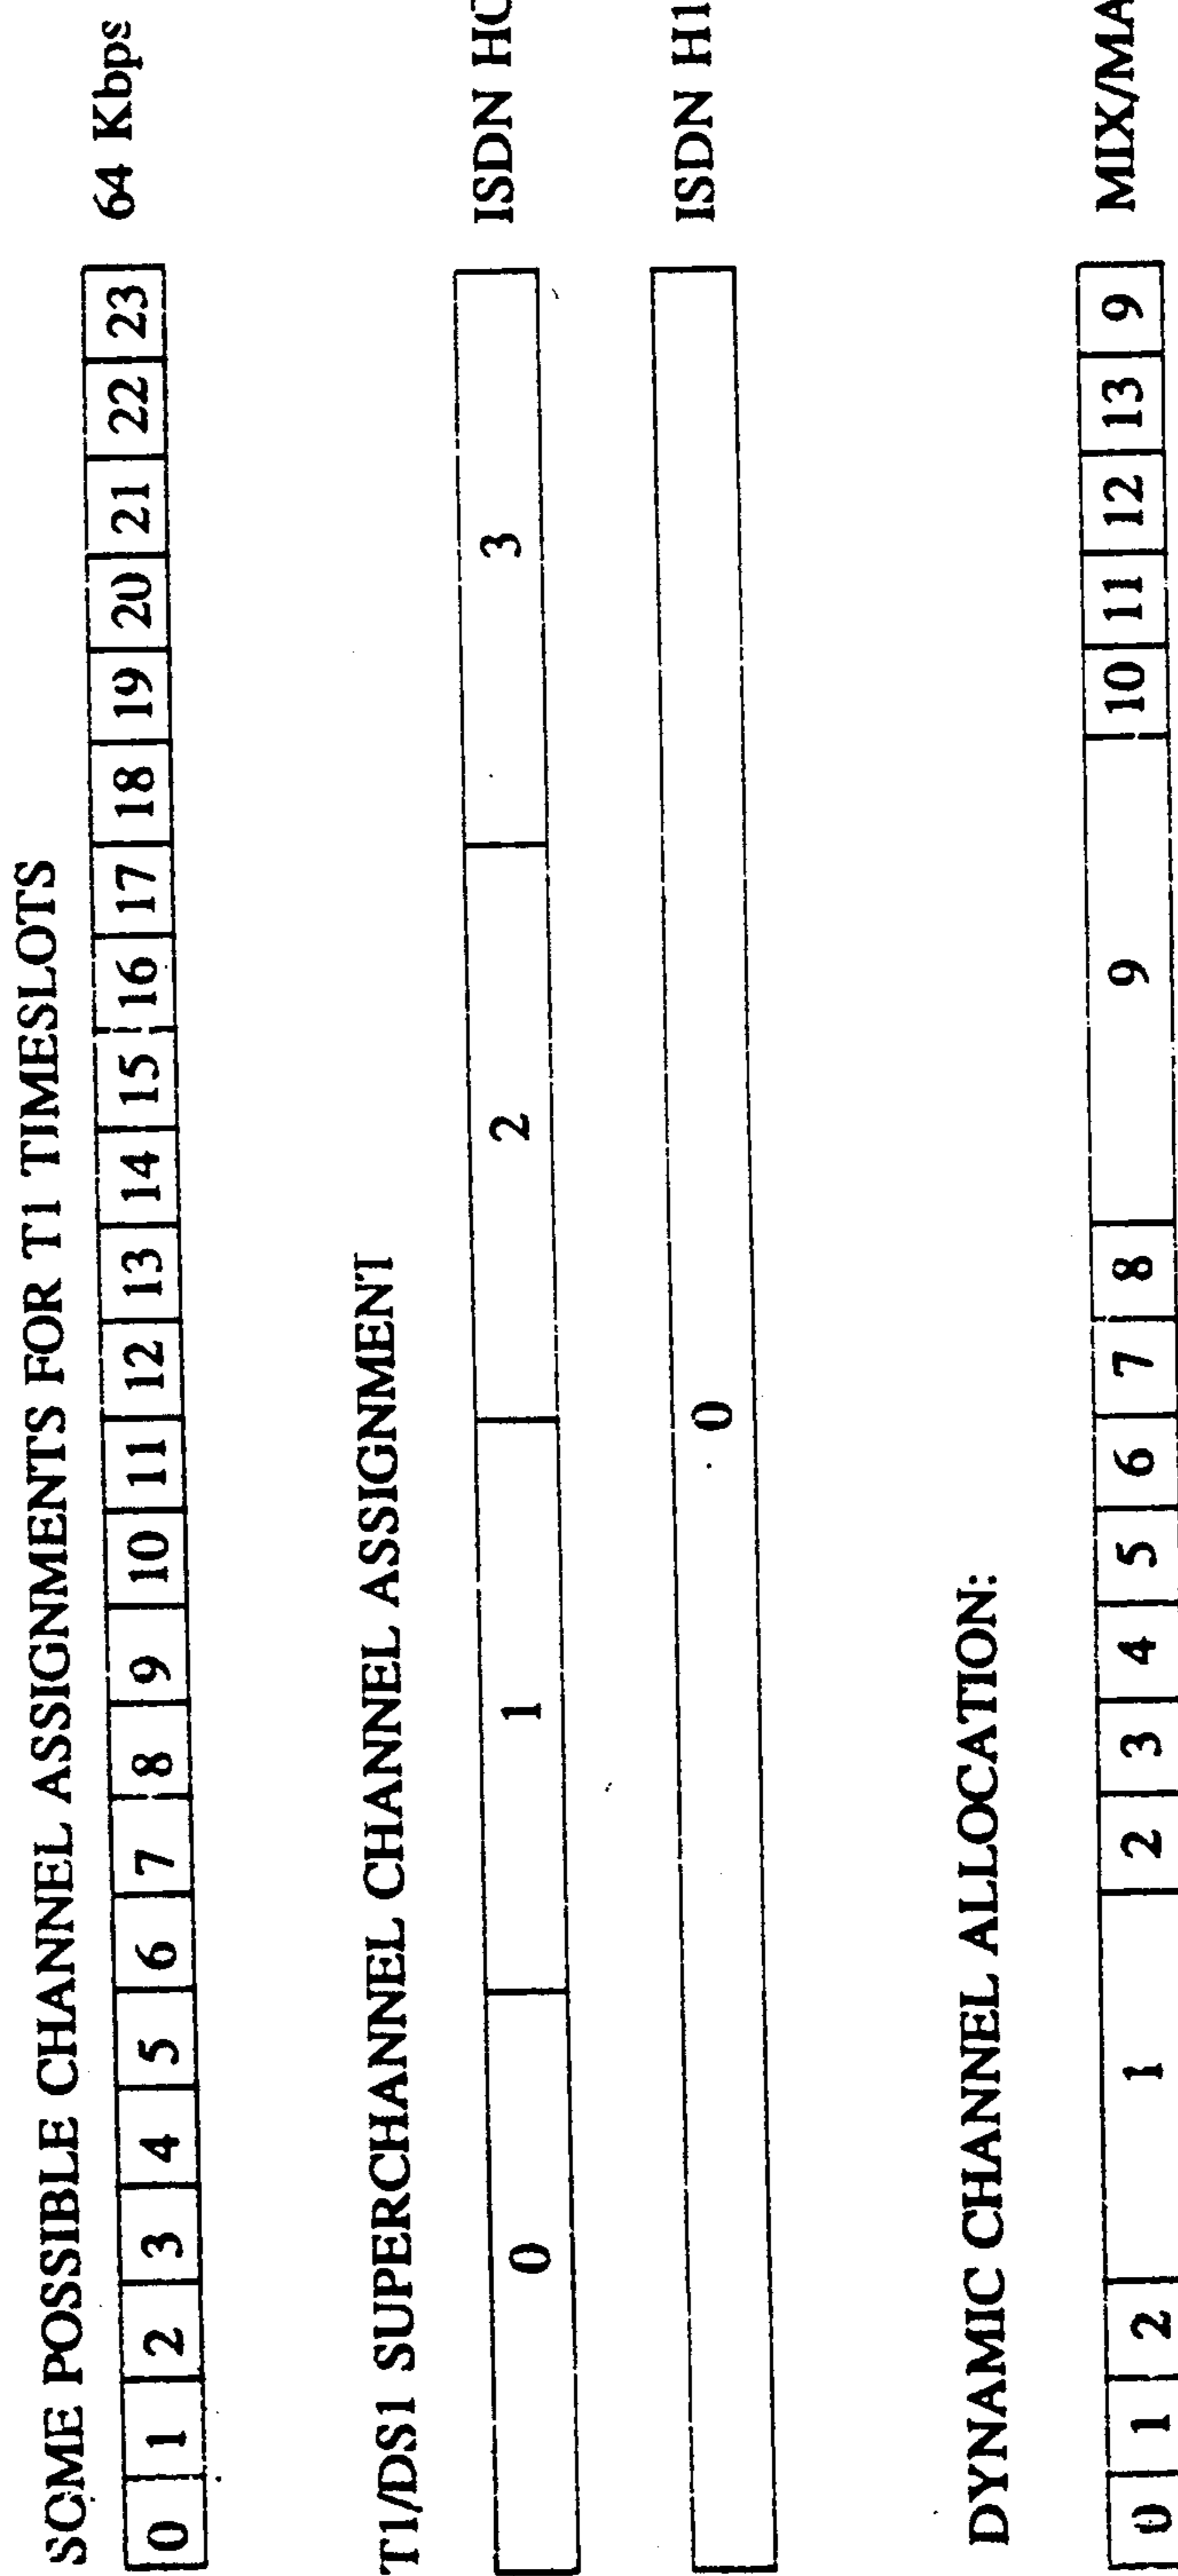 SOME POSSIBLE CHANNEL ASSIGNMENTS FOR T1 TIMESLOTS
0 1 2 3 4 5 6 7 8 9 10 11 12 13 14 15 16 17 18 19 20 21 22 23 64 Kbps
T1/DS1 SUPERCHANNEL CHANNEL ASSIGNMENT
0 1 2 3 ISDN
0 ISDN H1
DYNAMIC CHANNEL ALLOCATION:
0 1 2 1 2 3 4 5 6 7 8 9 10 11 12 13 9